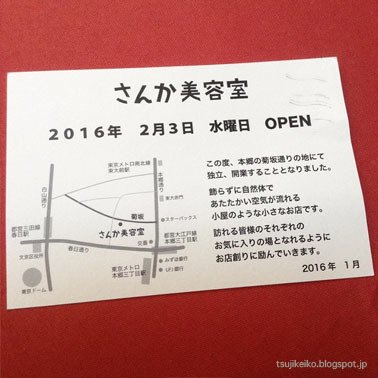 さんか美容室
2016年 2月3日 水曜日 OPEN
この度、本郷の菊坂通りの地にて
独立、開業することとなりました。
飾らずに自然体で
あたたかい空気が流れる
小屋のような小さなお店です。
訪れる皆様のそれぞれの
お気に入りの場となれるように
お店創りに励んでいきます。
2016年 1月
東京メトロ南北線
東大前駅
本郷通り
白山通り
東大赤門
菊坂
スターバックス
さんか美容室
都営三田線
春日駅
春日通り
交番
都営大江戸線
本郷三丁目駅
文京区役所
東京メトロ
本郷三丁目駅
みずほ銀行
UFJ銀行
東京ドーム
tsujikeiko.blogspot.jp